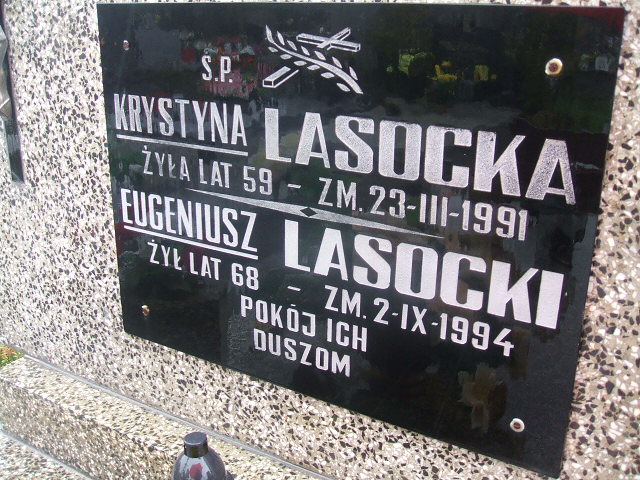 Ś.P.
KRYSTYNA LASOCKA
ŻYŁA LAT 59 - ZM. 23-III-1991
EUGENIUSZ LASOCKI
ŻYŁ LAT 68 - ZM. 2-IX-1994
POKÓJ ICH
DUSZOM